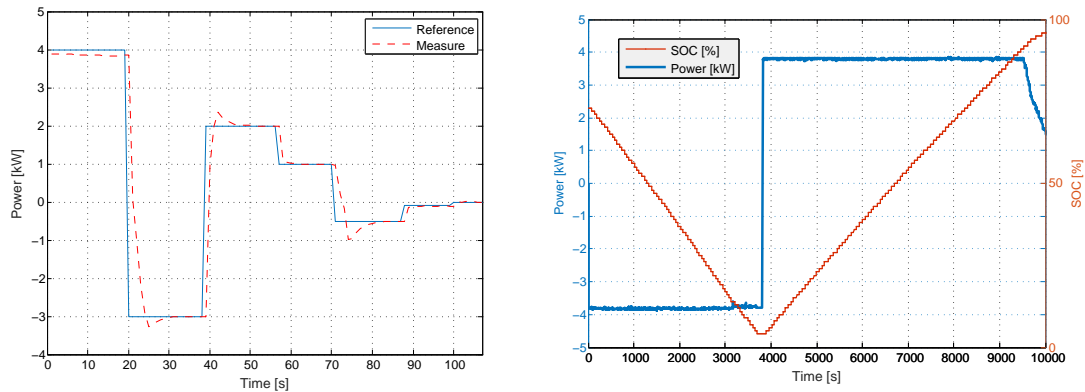 5
4
3
2
1
0
−1
−2
−3
−4
Power [kW]
0 10 20 30 40 50 60 70 80 90 100
Time [s]
Reference
Measure
5
4
3
2
1
0
−1
−2
−3
−4
−5
Power [kW]
0 1000 2000 3000 4000 5000 6000 7000 8000 9000 10000
Time [s]
SOC [%]
Power [kW]
100
50
0
SOC [%]